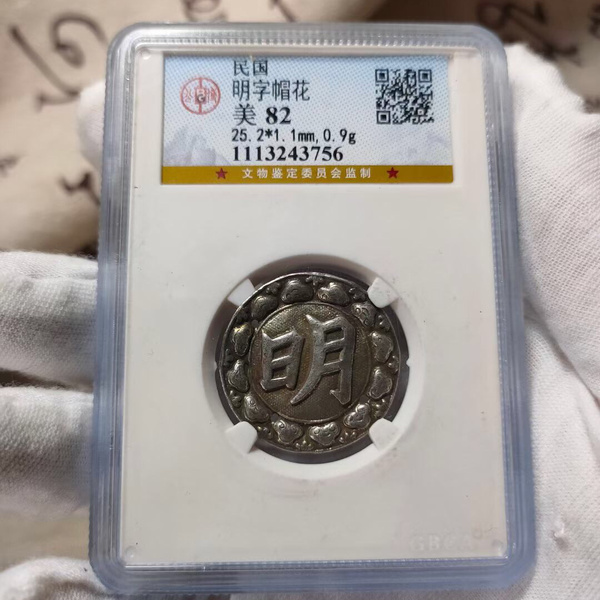 民国
明字帽花
美 82
25.2*1.1mm,0.9g
1113243756
★ 文物鉴定委员会监制 ★
明